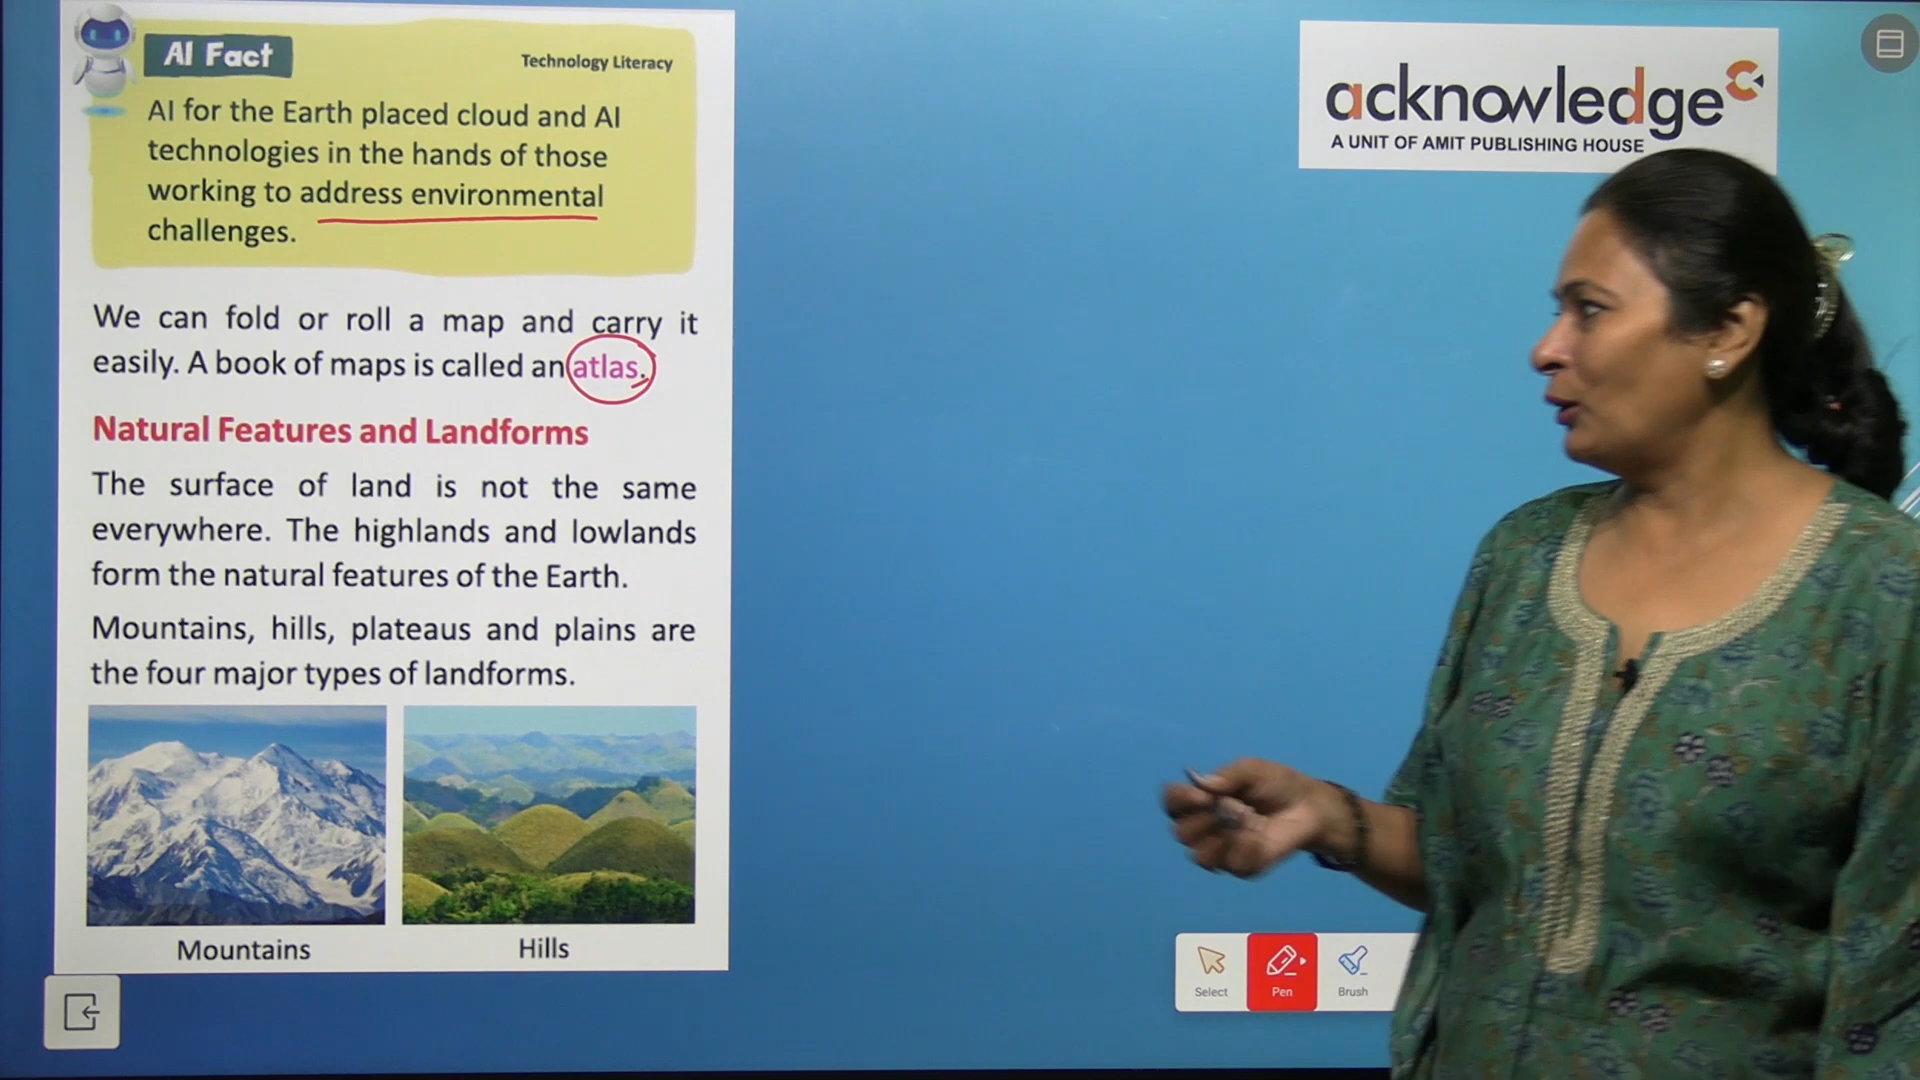 AI Fact
Technology Literacy
AI for the Earth placed cloud and AI
technologies in the hands of those
working to address environmental
challenges.
We can fold or roll a map and carry it
easily. A book of maps is called an atlas.
Natural Features and Landforms
The surface of land is not the same
everywhere. The highlands and lowlands
form the natural features of the Earth.
Mountains, hills, plateaus and plains are
the four major types of landforms.
Mountains
Hills
acknowledge
A UNIT OF AMIT PUBLISHING HOUSE
Select
Pen
Brush